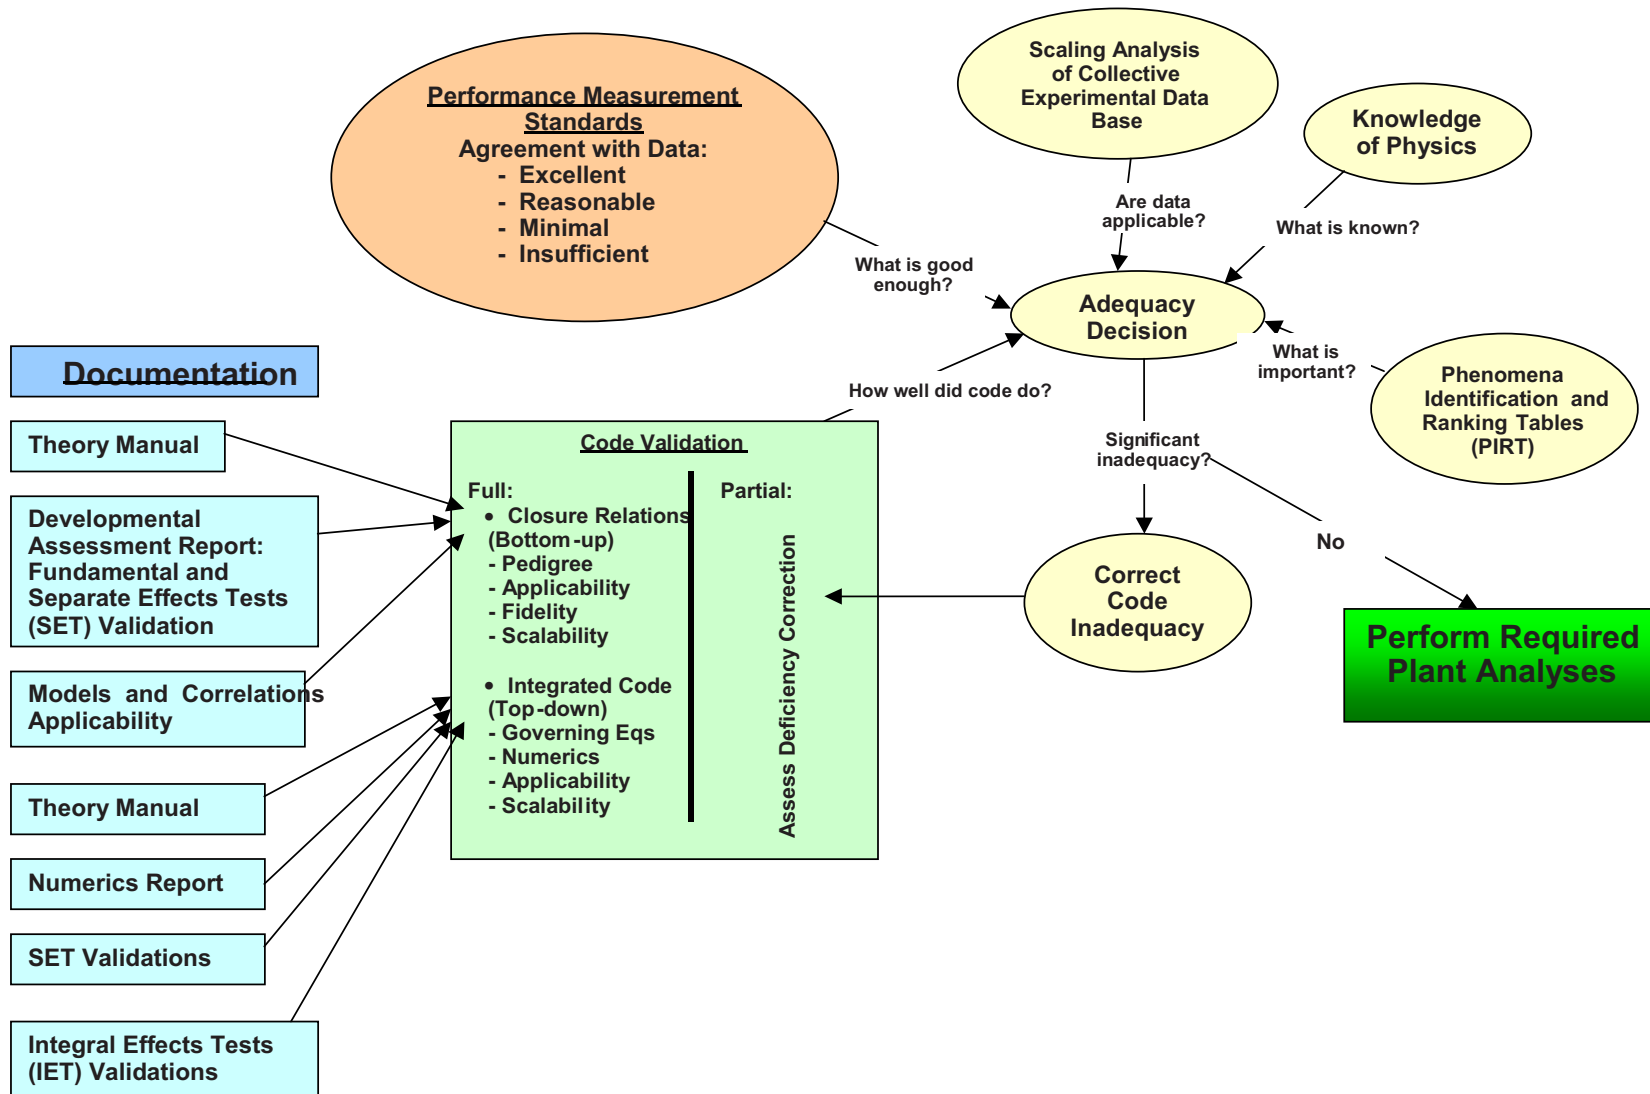 Performance Measurement
Standards
Agreement with Data:
- Excellent
- Reasonable
- Minimal
- Insufficient
Scaling Analysis
of Collective
Experimental Data
Base
Knowledge
of Physics
Are data
applicable?
What is known?
What is good
enough?
Adequacy
Decision
What is
important?
Phenomena
Identification and
Ranking Tables
(PIRT)
How well did code do?
Significant
inadequacy?
No
Correct
Code
Inadequacy
Perform Required
Plant Analyses
Documentation
Theory Manual
Developmental
Assessment Report:
Fundamental and
Separate Effects Tests
(SET) Validation
Models and Correlations
Applicability
Theory Manual
Numerics Report
SET Validations
Integral Effects Tests
(IET) Validations
Code Validation
Full:
• Closure Relations
(Bottom-up)
- Pedigree
- Applicability
- Fidelity
- Scalability
• Integrated Code
(Top-down)
- Governing Eqs
- Numerics
- Applicability
- Scalability
Partial:
Assess Deficiency Correction